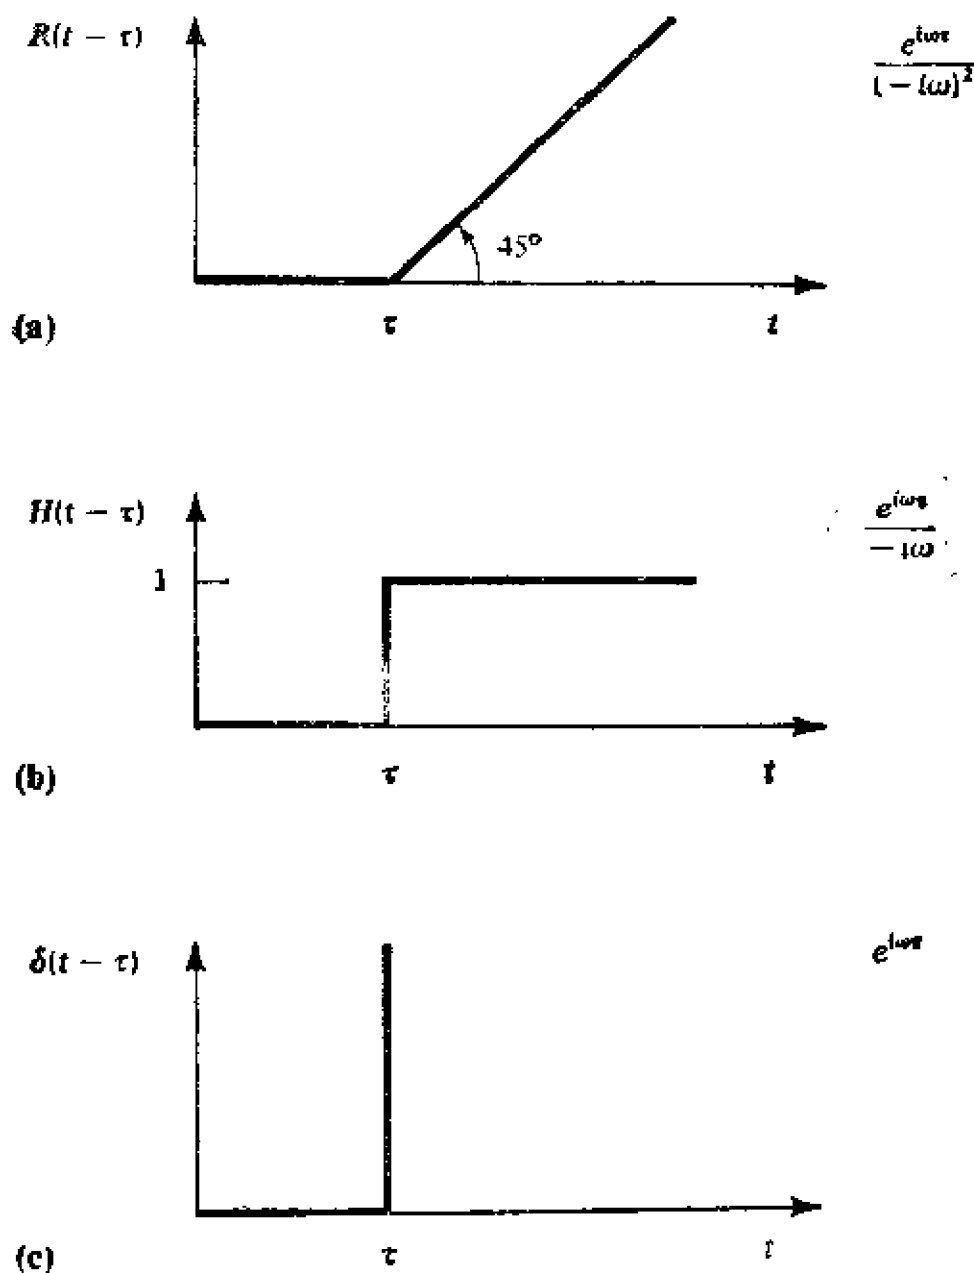 R(t − τ)
e^{iωτ}
(−iω)^2
45°
τ
t
(a)
H(t − τ)
e^{iωτ}
−iω
1
τ
t
(b)
δ(t − τ)
e^{iωτ}
τ
t
(c)